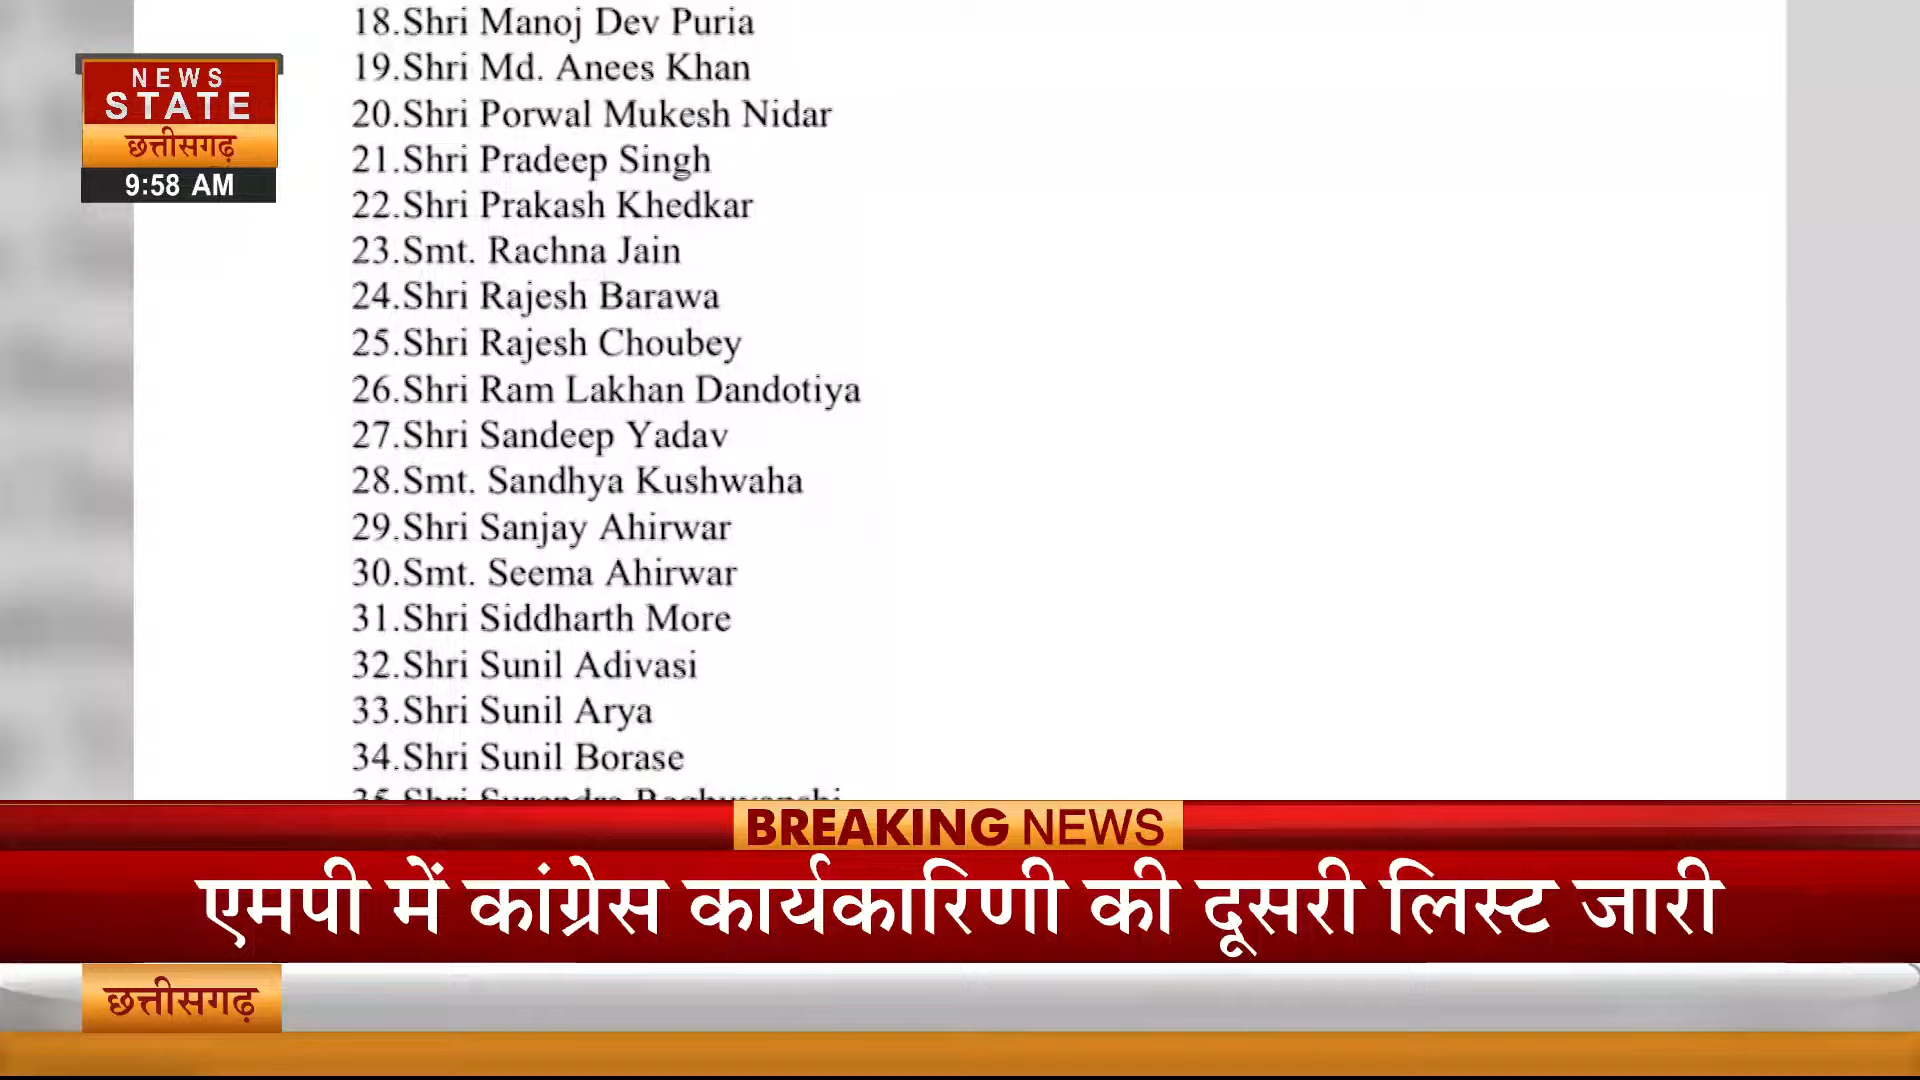 18.Shri Manoj Dev Puria
19.Shri Md. Anees Khan
20.Shri Porwal Mukesh Nidar
21.Shri Pradeep Singh
22.Shri Prakash Khedkar
23.Smt. Rachna Jain
24.Shri Rajesh Barawa
25.Shri Rajesh Choubey
26.Shri Ram Lakhan Dandotiya
27.Shri Sandeep Yadav
28.Smt. Sandhya Kushwaha
29.Shri Sanjay Ahirwar
30.Smt. Seema Ahirwar
31.Shri Siddharth More
32.Shri Sunil Adivasi
33.Shri Sunil Arya
34.Shri Sunil Borase
35.Shri Surendra Raghuvanshi
NEWS
STATE
छत्तीसगढ़
9:58 AM
BREAKING NEWS
एमपी में कांग्रेस कार्यकारिणी की दूसरी लिस्ट जारी
छत्तीसगढ़